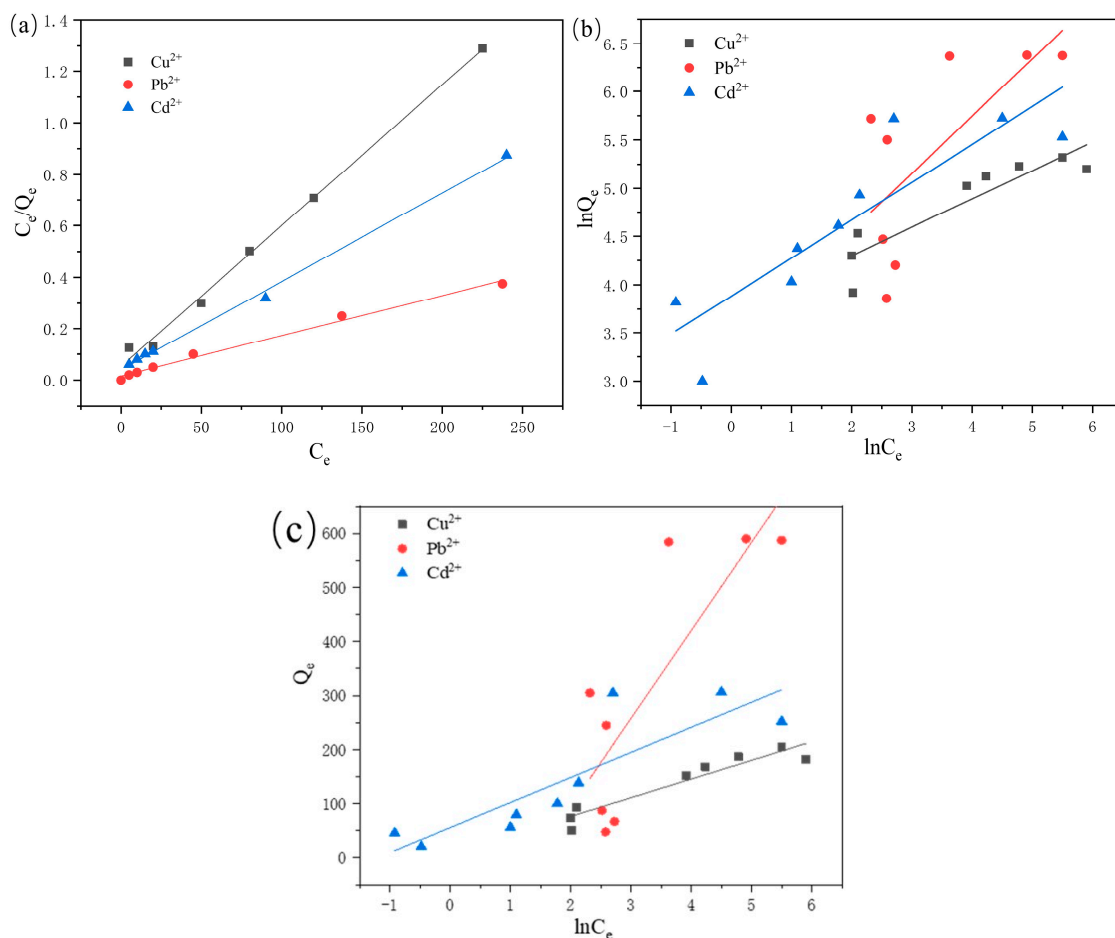 (a)
1.4
1.2
1.0
0.8
0.6
0.4
0.2
0.0
Cₑ/Qₑ
Cu²⁺
Pb²⁺
Cd²⁺
0 50 100 150 200 250
Cₑ
(b)
6.5
6.0
5.5
5.0
4.5
4.0
3.5
3.0
lnQₑ
Cu²⁺
Pb²⁺
Cd²⁺
-1 0 1 2 3 4 5 6
lnCₑ
(c)
600
500
400
300
200
100
0
Qₑ
Cu²⁺
Pb²⁺
Cd²⁺
-1 0 1 2 3 4 5 6
lnCₑ